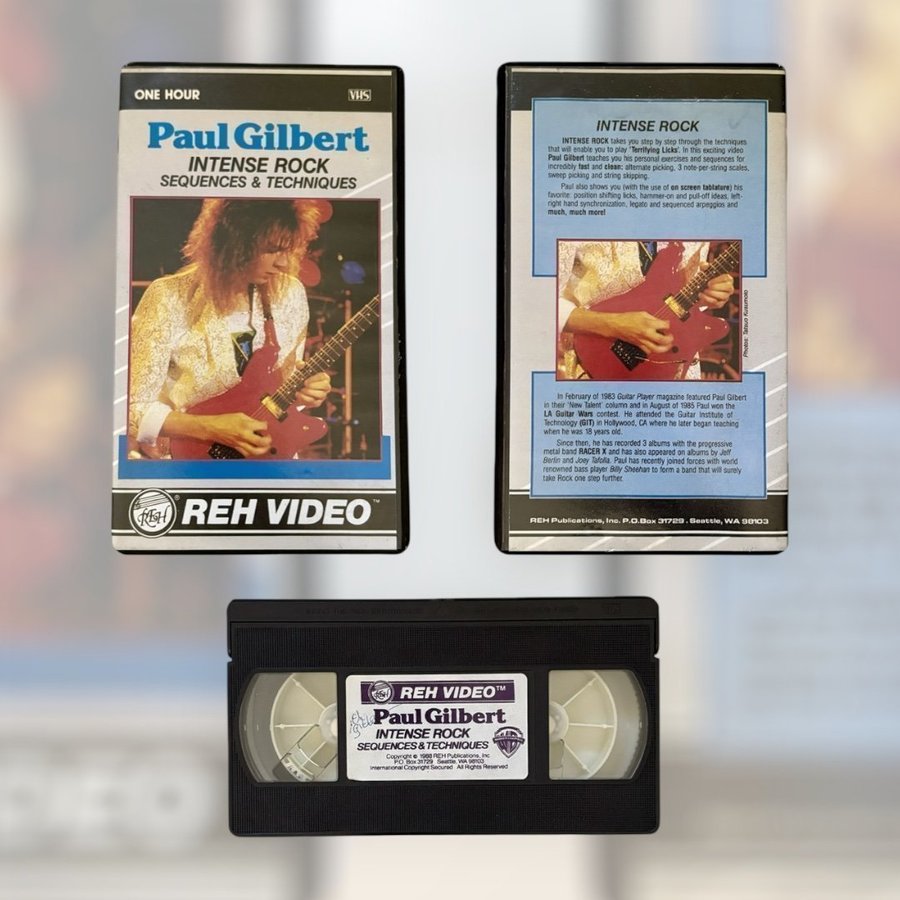 ONE HOUR
VHS
Paul Gilbert
INTENSE ROCK
SEQUENCES & TECHNIQUES
REH
® REH VIDEO™
INTENSE ROCK
INTENSE ROCK takes you step by step through the techniques
that will enable you to play 'Terrifying Licks'. In this exciting video
Paul Gilbert teaches you his personal exercises and sequences for
incredibly fast and clean: alternate picking, 3 note-per-string scales,
sweep picking and string skipping.
Paul also shows you (with the use of on screen tablature) his
favorite: position shifting licks, hammer-on and pull-off ideas, left-
right hand synchronization, legato and sequenced arpeggios and
much, much more!
Photos: Tatsuo Kusumoto
In February of 1983 Guitar Player magazine featured Paul Gilbert
in their 'New Talent' column and in August of 1985 Paul won the
LA Guitar Wars contest. He attended the Guitar Institute of
Technology (GIT) in Hollywood, CA where he later began teaching
when he was 18 years old.
Since then, he has recorded 3 albums with the progressive
metal band RACER X and has also appeared on albums by Jeff
Berlin and Joey Tafolla. Paul has recently joined forces with world
renowned bass player Billy Sheehan to form a band that will surely
take Rock one step further.
REH Publications, Inc. P.O.Box 31729 . Seattle, WA 98103
REH VIDEO™
Paul Gilbert
INTENSE ROCK
SEQUENCES & TECHNIQUES
Copyright © 1988 REH Publications, Inc.
P.O. Box 31729 Seattle, WA 98103
International Copyright Secured All Rights Reserved